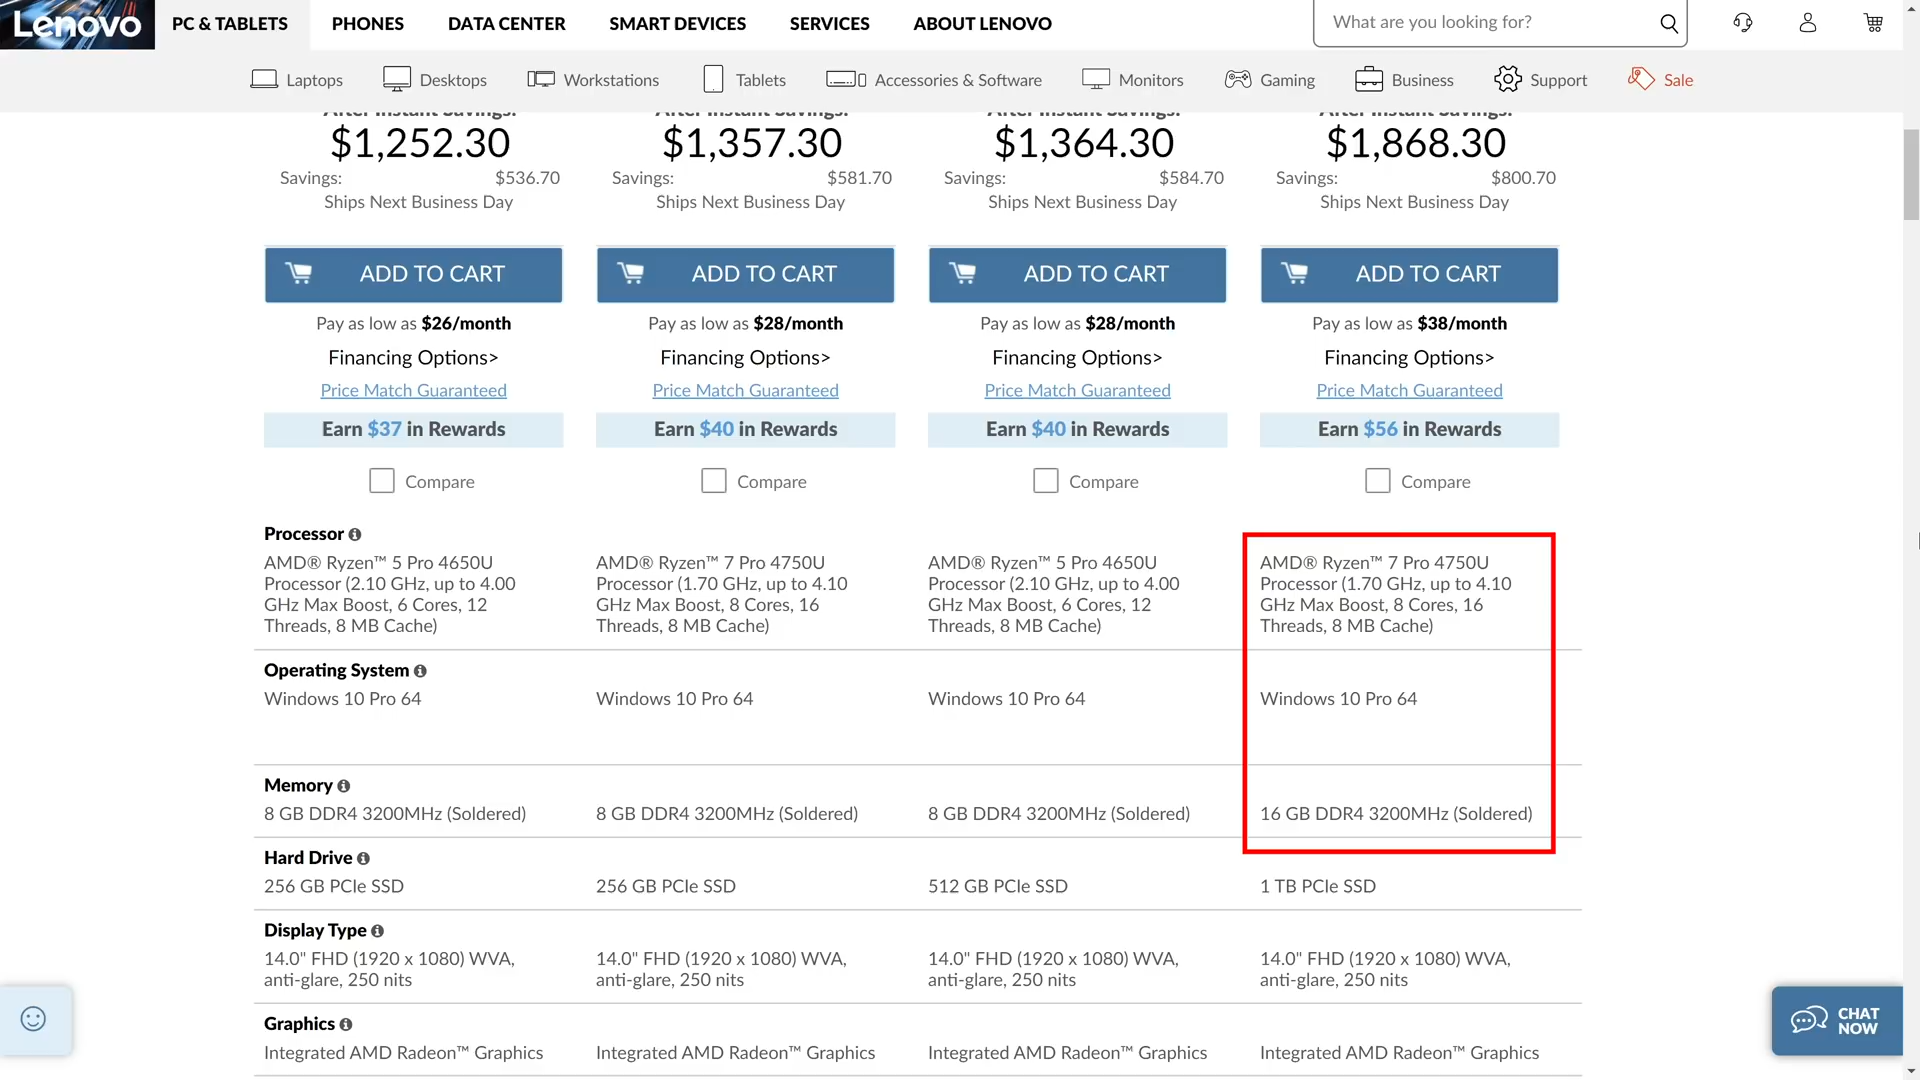 Lenovo
PC & TABLETS PHONES DATA CENTER SMART DEVICES SERVICES ABOUT LENOVO
What are you looking for?
Laptops Desktops Workstations Tablets Accessories & Software Monitors Gaming Business Support Sale
After Instant Savings: After Instant Savings: After Instant Savings: After Instant Savings:
$1,252.30 $1,357.30 $1,364.30 $1,868.30
Savings: $536.70 Savings: $581.70 Savings: $584.70 Savings: $800.70
Ships Next Business Day Ships Next Business Day Ships Next Business Day Ships Next Business Day
ADD TO CART ADD TO CART ADD TO CART ADD TO CART
Pay as low as $26/month Pay as low as $28/month Pay as low as $28/month Pay as low as $38/month
Financing Options> Financing Options> Financing Options> Financing Options>
Price Match Guaranteed Price Match Guaranteed Price Match Guaranteed Price Match Guaranteed
Earn $37 in Rewards Earn $40 in Rewards Earn $40 in Rewards Earn $56 in Rewards
Compare Compare Compare Compare
Processor
AMD® Ryzen™ 5 Pro 4650U AMD® Ryzen™ 7 Pro 4750U AMD® Ryzen™ 5 Pro 4650U AMD® Ryzen™ 7 Pro 4750U
Processor (2.10 GHz, up to 4.00 Processor (1.70 GHz, up to 4.10 Processor (2.10 GHz, up to 4.00 Processor (1.70 GHz, up to 4.10
GHz Max Boost, 6 Cores, 12 GHz Max Boost, 8 Cores, 16 GHz Max Boost, 6 Cores, 12 GHz Max Boost, 8 Cores, 16
Threads, 8 MB Cache) Threads, 8 MB Cache) Threads, 8 MB Cache) Threads, 8 MB Cache)
Operating System
Windows 10 Pro 64 Windows 10 Pro 64 Windows 10 Pro 64 Windows 10 Pro 64
Memory
8 GB DDR4 3200MHz (Soldered) 8 GB DDR4 3200MHz (Soldered) 8 GB DDR4 3200MHz (Soldered) 16 GB DDR4 3200MHz (Soldered)
Hard Drive
256 GB PCIe SSD 256 GB PCIe SSD 512 GB PCIe SSD 1 TB PCIe SSD
Display Type
14.0" FHD (1920 x 1080) WVA, 14.0" FHD (1920 x 1080) WVA, 14.0" FHD (1920 x 1080) WVA, 14.0" FHD (1920 x 1080) WVA,
anti-glare, 250 nits anti-glare, 250 nits anti-glare, 250 nits anti-glare, 250 nits
CHAT
NOW
Graphics
Integrated AMD Radeon™ Graphics Integrated AMD Radeon™ Graphics Integrated AMD Radeon™ Graphics Integrated AMD Radeon™ Graphics